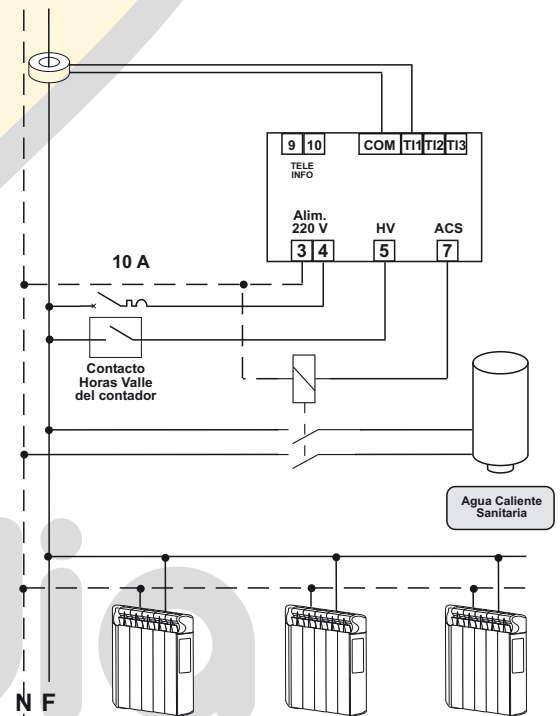 9 10
COM TI1 TI2 TI3
TELE
INFO
Alim.
220 V
HV
ACS
3 4
5
7
10 A
Contacto
Horas Valle
del contador
Agua Caliente
Sanitaria
N F